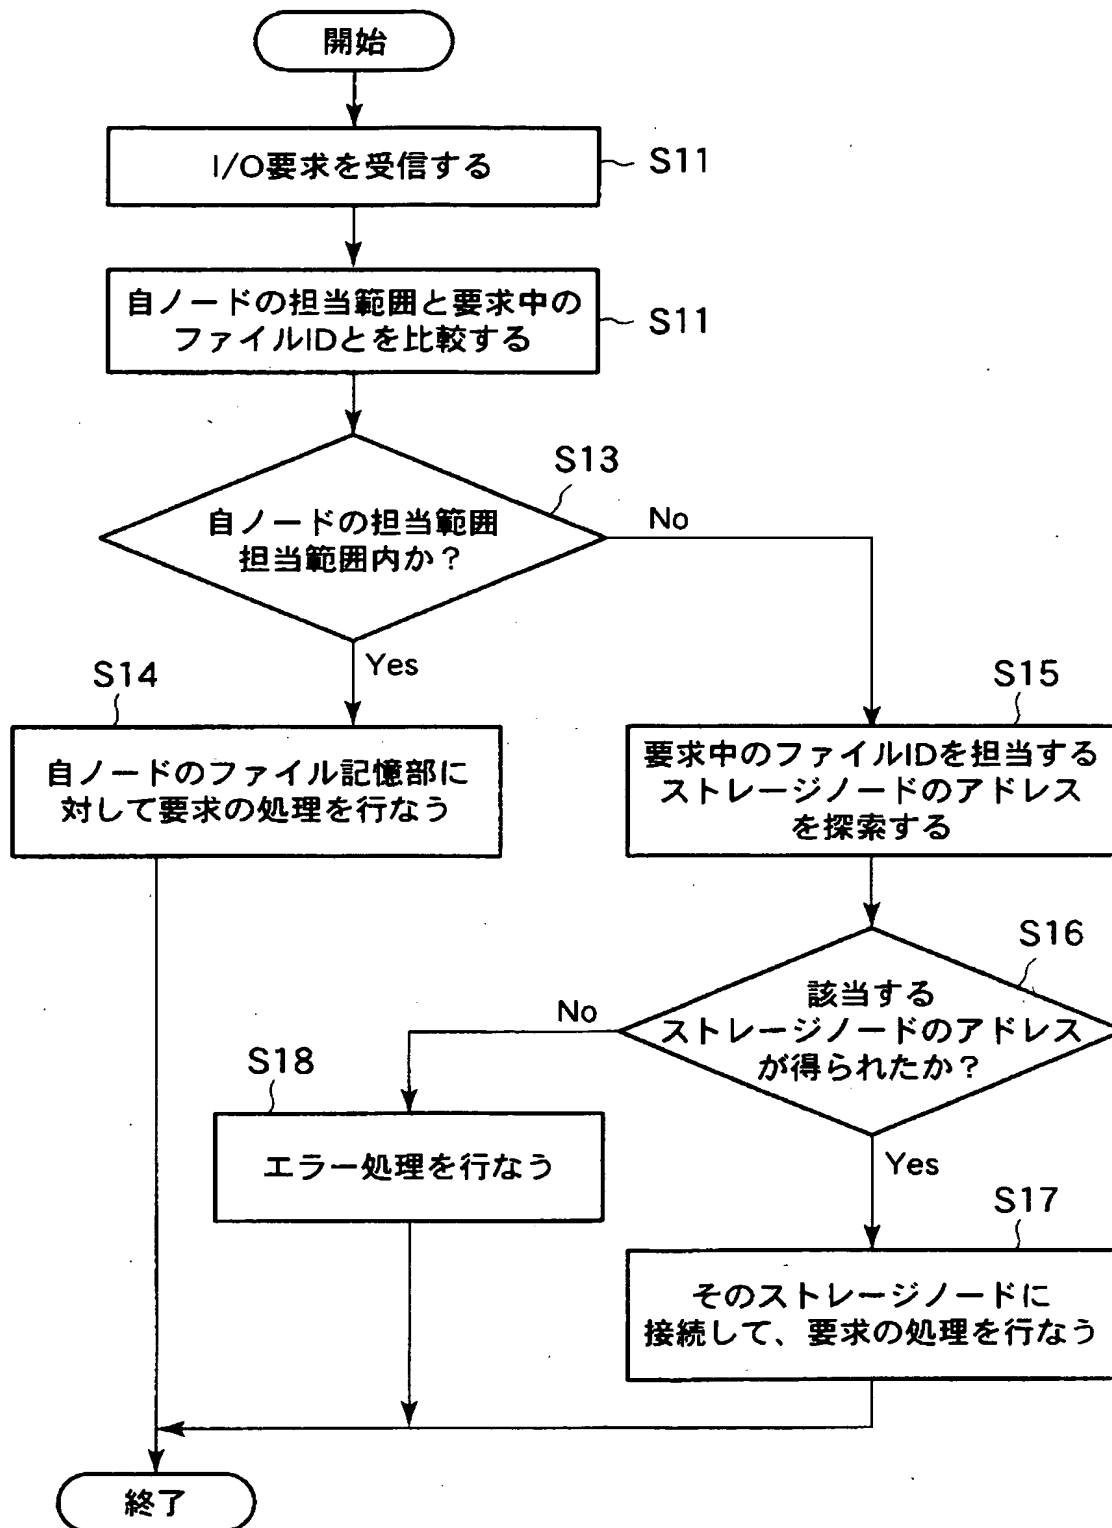 開始
I/O要求を受信する
S11
自ノードの担当範囲と要求中の
ファイルIDとを比較する
S11
S13
自ノードの担当範囲
担当範囲内か?
No
Yes
S14
自ノードのファイル記憶部に
対して要求の処理を行なう
S15
要求中のファイルIDを担当する
ストレージノードのアドレス
を探索する
S16
該当する
ストレージノードのアドレス
が得られたか?
No
S18
エラー処理を行なう
Yes
S17
そのストレージノードに
接続して、要求の処理を行なう
終了